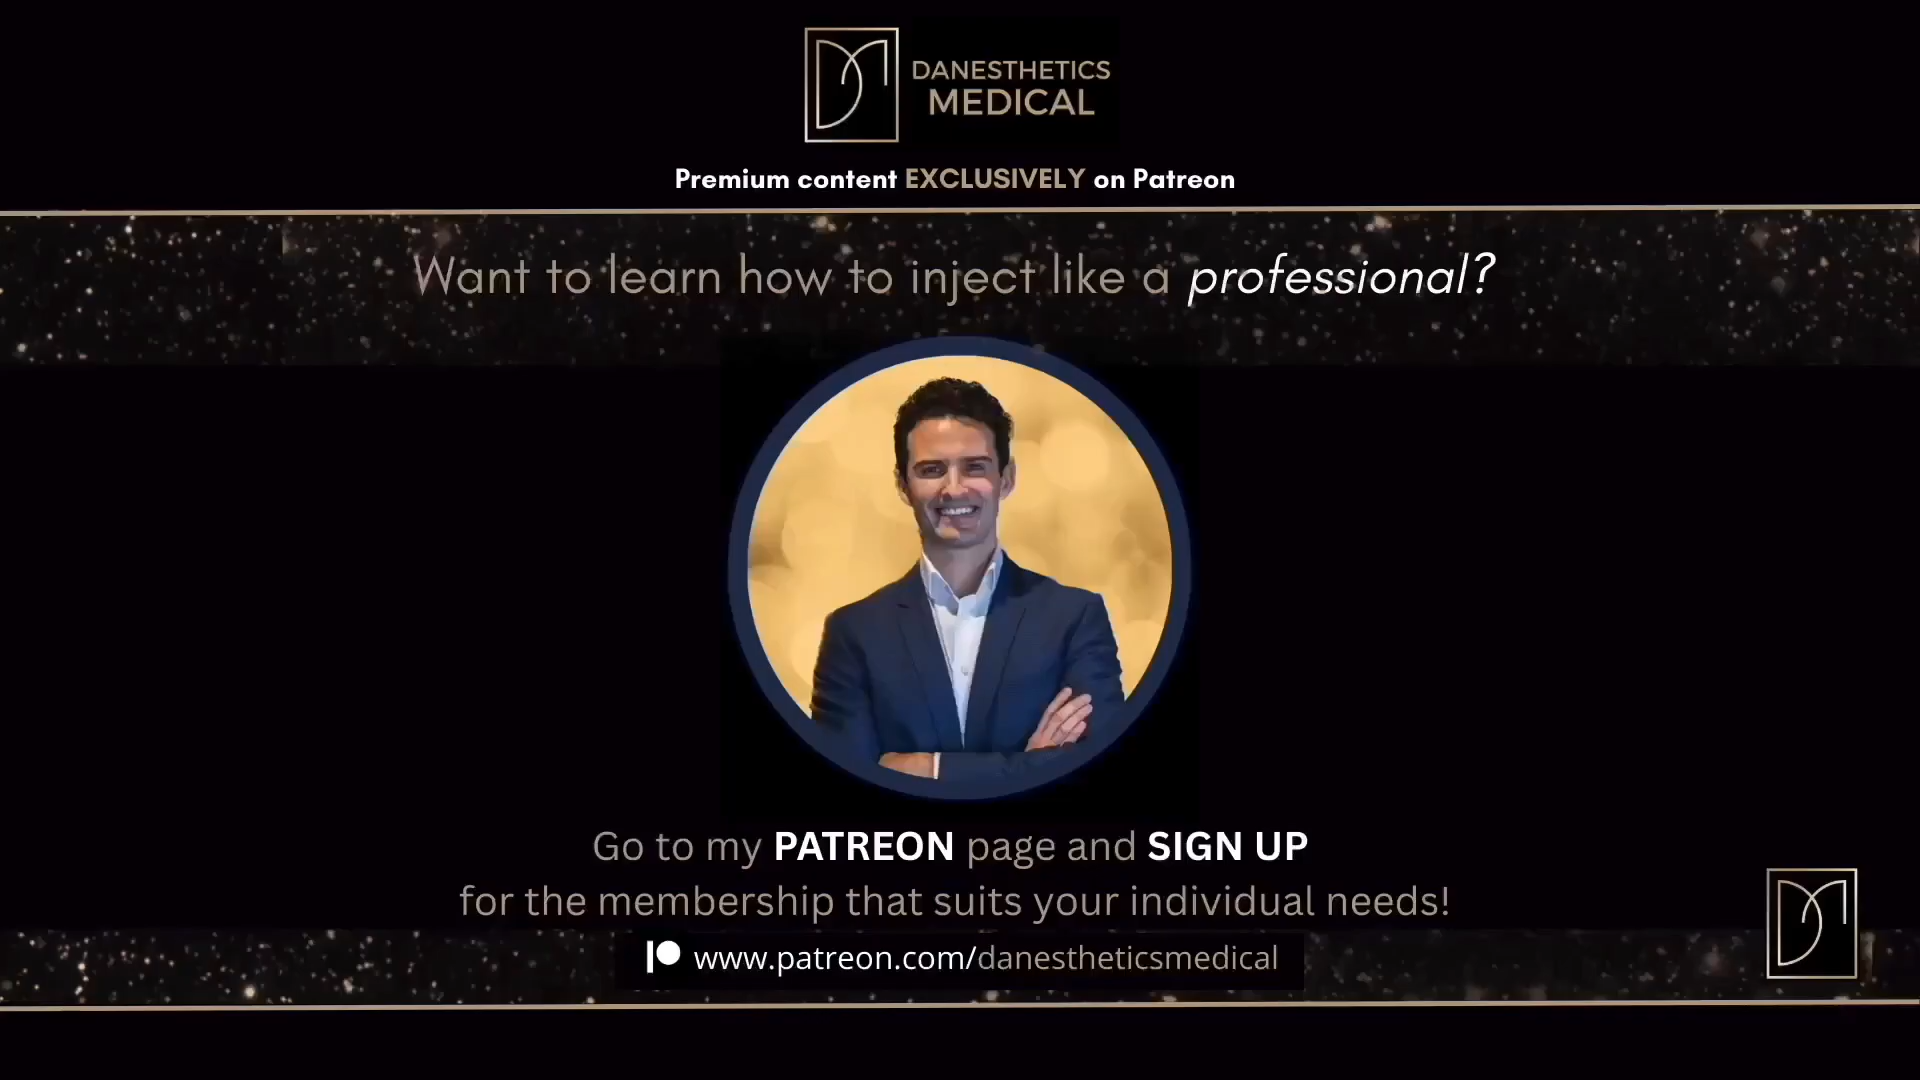 DANESTHETICS
MEDICAL
Premium content EXCLUSIVELY on Patreon
Want to learn how to inject like a professional?
Go to my PATREON page and SIGN UP
for the membership that suits your individual needs!
www.patreon.com/danestheticsmedical